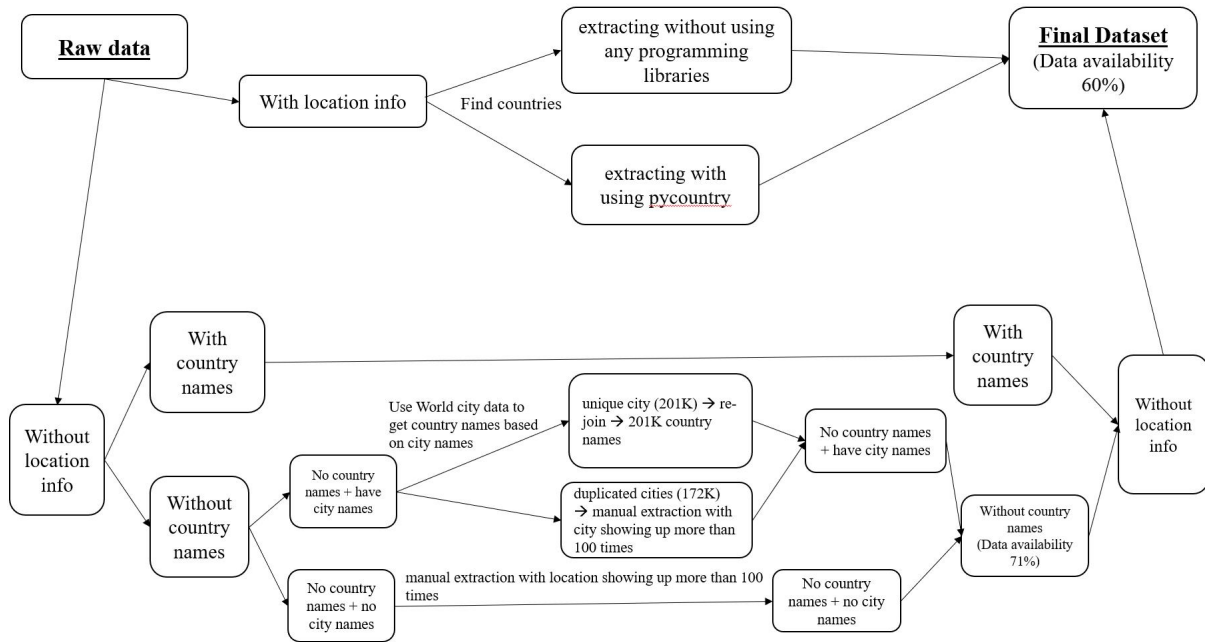 Raw data
With location info
Find countries
extracting without using
any programming
libraries
extracting with
using pycountry
Final Dataset
(Data availability
60%)
Without
location
info
With
country
names
Without
country
names
No country
names + have
city names
No country
names + no
city names
Use World city data to
get country names based
on city names
unique city (201K) → re-
join → 201K country
names
duplicated cities (172K)
→ manual extraction with
city showing up more than
100 times
manual extraction with location showing up more than 100
times
No country names
+ have city names
No country
names + no city
names
With
country
names
Without country
names
(Data availability
71%)
Without
location
info